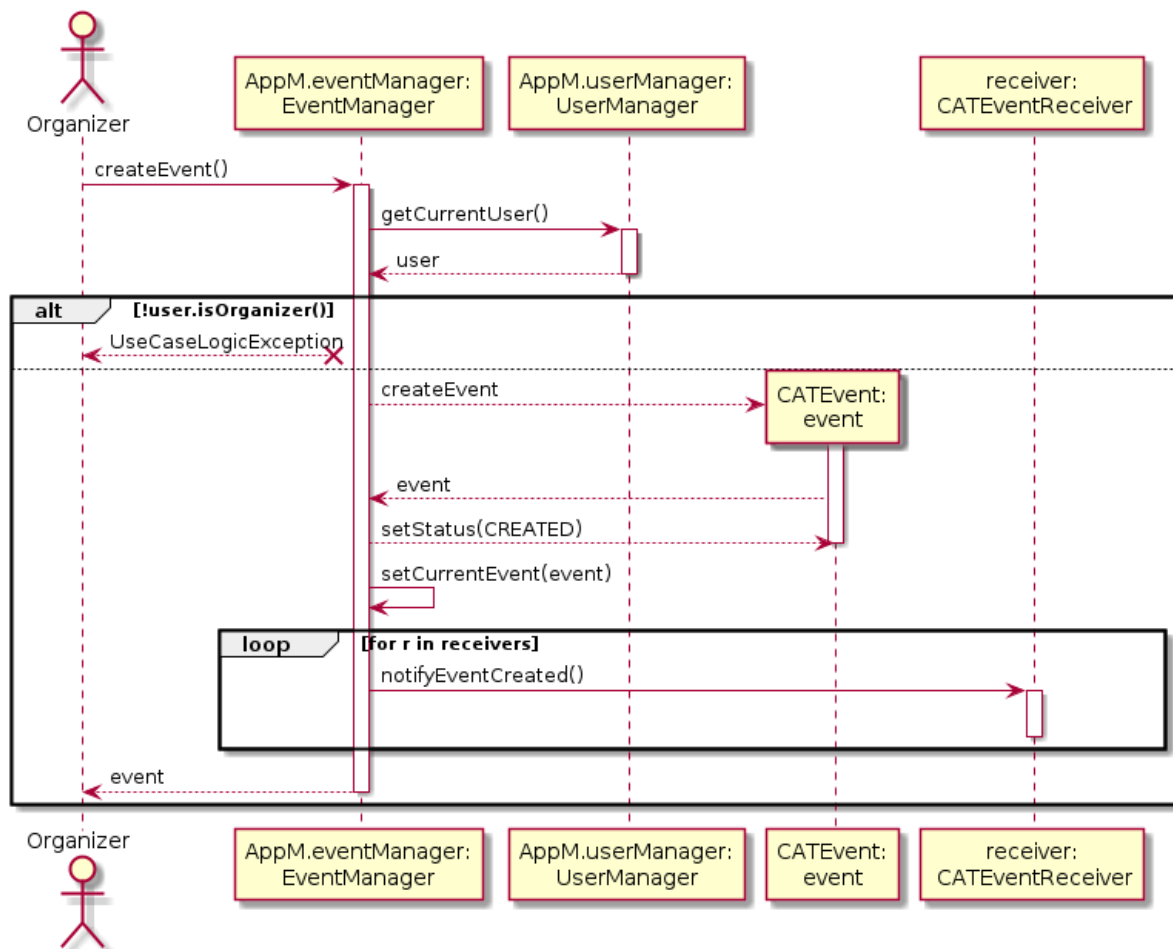 Organizer
AppM.eventManager:
EventManager
AppM.userManager:
UserManager
receiver:
CATEventReceiver
createEvent()
getCurrentUser()
user
alt
[!user.isOrganizer()]
UseCaseLogicException
createEvent
CATEvent:
event
event
setStatus(CREATED)
setCurrentEvent(event)
loop
[for r in receivers]
notifyEventCreated()
event
Organizer
AppM.eventManager:
EventManager
AppM.userManager:
UserManager
CATEvent:
event
receiver:
CATEventReceiver